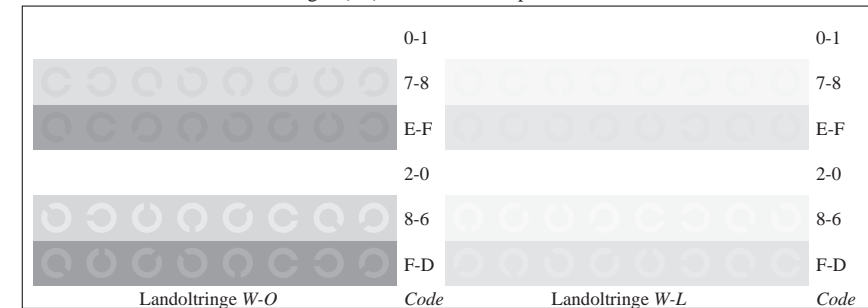 0-1 0-1
7-8 7-8
E-F E-F
2-0 2-0
8-6 8-6
F-D F-D
Landoltringe W-O Code Landoltringe W-L Code